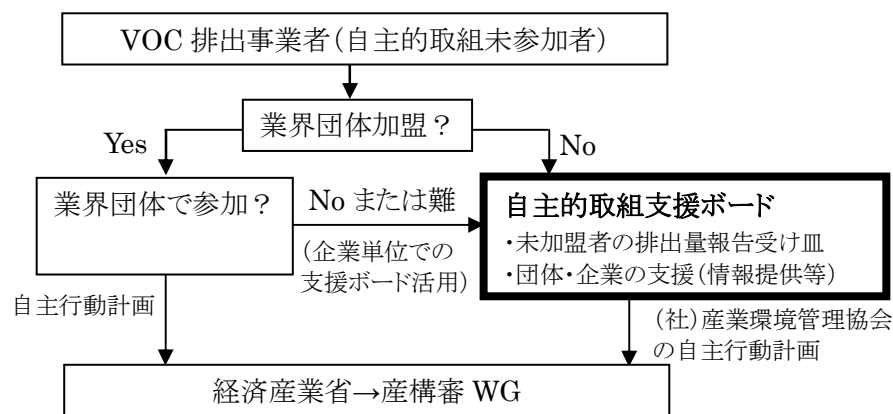 VOC 排出事業者（自主的取組未参加者）
業界団体加盟？
Yes
No
業界団体で参加？
No または難
（企業単位での
支援ボード活用）
自主的取組支援ボード
・未加盟者の排出量報告受け皿
・団体・企業の支援（情報提供等）
自主行動計画
（社）産業環境管理協会
の自主行動計画
経済産業省→産構審 WG